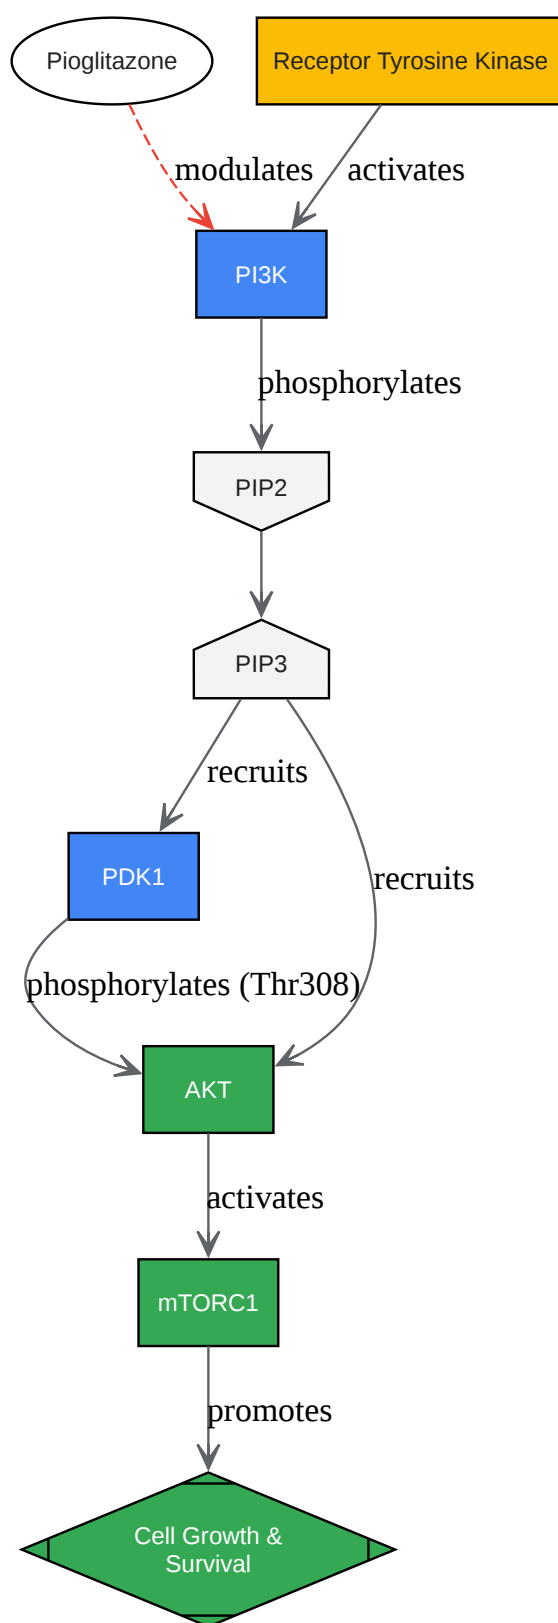 Pioglitazone
Receptor Tyrosine Kinase
modulates
activates
PI3K
phosphorylates
PIP2
PIP3
recruits
PDK1
recruits
phosphorylates (Thr308)
AKT
activates
mTORC1
promotes
Cell Growth &
Survival